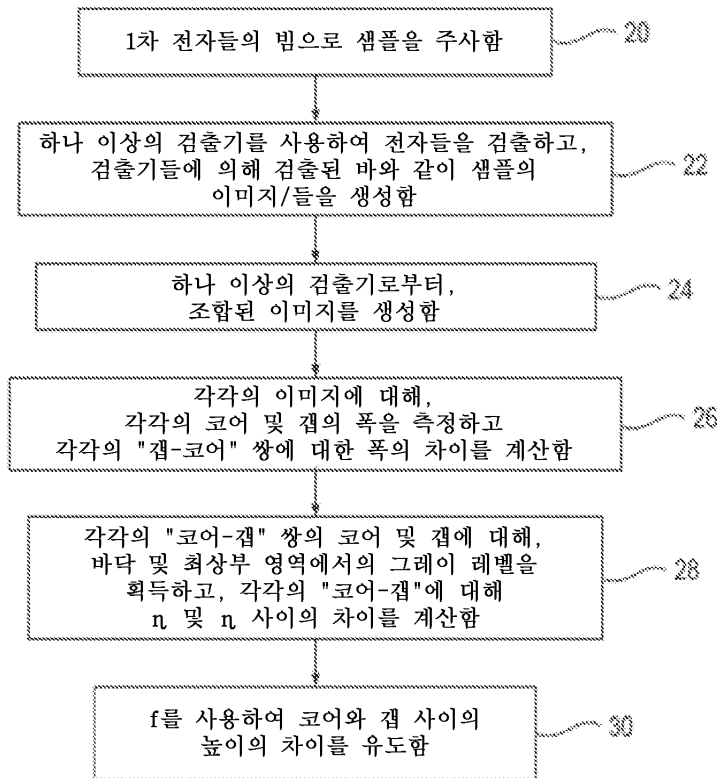 1차 전자들의 빔으로 샘플을 주사함
20
하나 이상의 검출기를 사용하여 전자들을 검출하고,
검출기들에 의해 검출된 바와 같이 샘플의
이미지/들을 생성함
22
하나 이상의 검출기로부터,
조합된 이미지를 생성함
24
각각의 이미지에 대해,
각각의 코어 및 갭의 폭을 측정하고
각각의 "갭-코어" 쌍에 대한 폭의 차이를 계산함
26
각각의 "코어-갭" 쌍의 코어 및 갭에 대해,
바닥 및 최상부 영역에서의 그레이 레벨을
획득하고, 각각의 "코어-갭"에 대해
η 및 η 사이의 차이를 계산함
28
f를 사용하여 코어와 갭 사이의
높이의 차이를 유도함
30